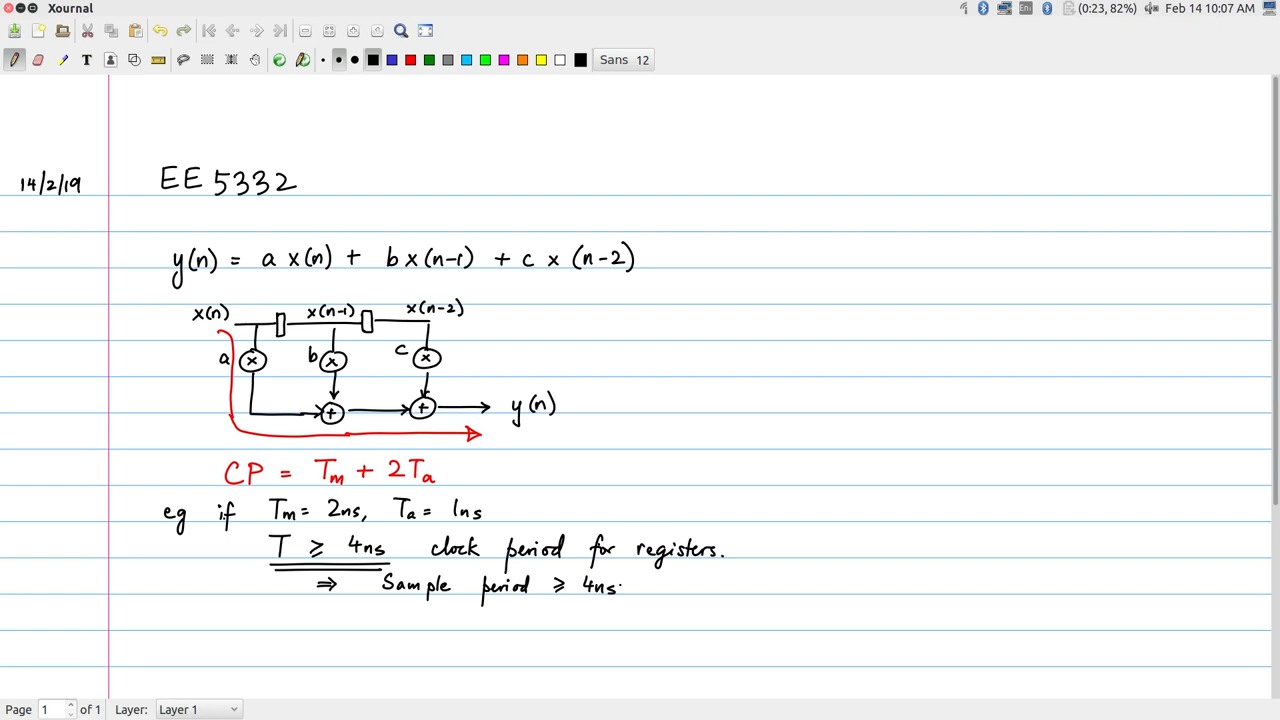 Xournal
En
(0:23, 82%)
Feb 14 10:07 AM
T
Sans 12
14/2/19
EE 5332
y(n) = a x(n) + b x(n-1) + c x (n-2)
x(n) x(n-1) x(n-2)
a x b x c x
+ + y(n)
CP = Tm + 2Ta
eg if Tm = 2ns, Ta = 1ns
T ≥ 4ns clock period for registers.
⇒ Sample period ≥ 4ns.
Page 1 of 1 Layer: Layer 1